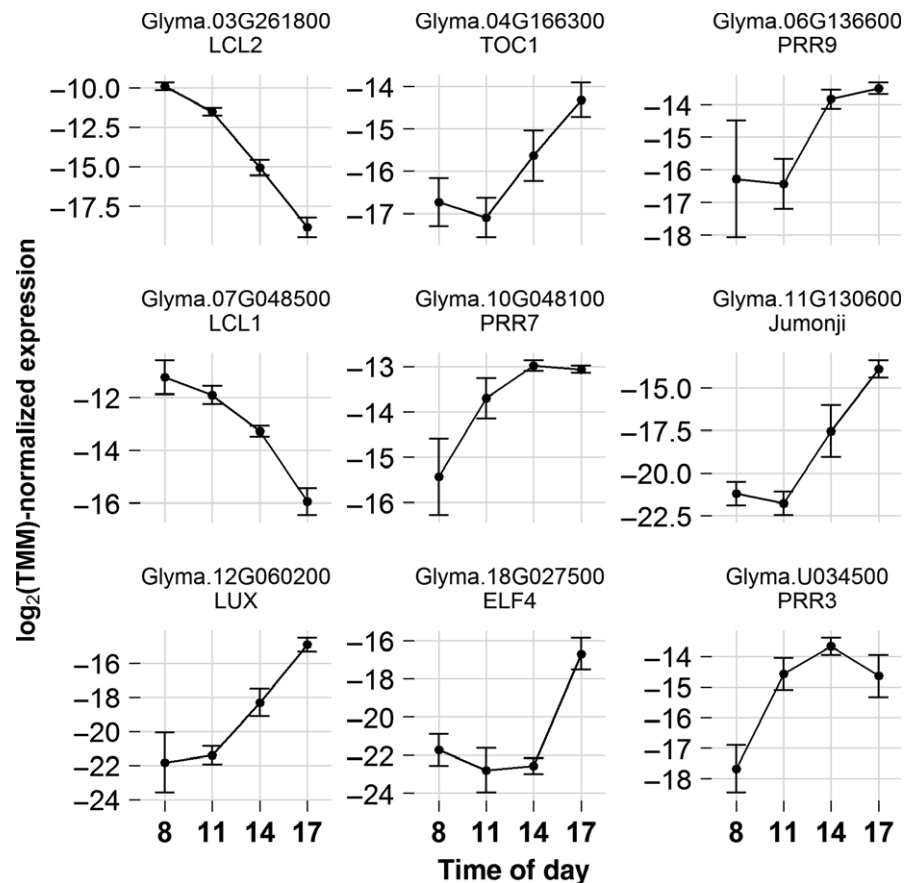 Glyma.03G261800
LCL2
Glyma.04G166300
TOC1
Glyma.06G136600
PRR9
−10.0
−12.5
−15.0
−17.5
−14
−15
−16
−17
−14
−15
−16
−17
−18
Glyma.07G048500
LCL1
Glyma.10G048100
PRR7
Glyma.11G130600
Jumonji
−12
−14
−16
−13
−14
−15
−16
−15.0
−17.5
−20.0
−22.5
Glyma.12G060200
LUX
Glyma.18G027500
ELF4
Glyma.U034500
PRR3
−16
−18
−20
−22
−24
−16
−18
−20
−22
−24
−14
−15
−16
−17
−18
8 11 14 17
8 11 14 17
8 11 14 17
Time of day
log₂(TMM)-normalized expression